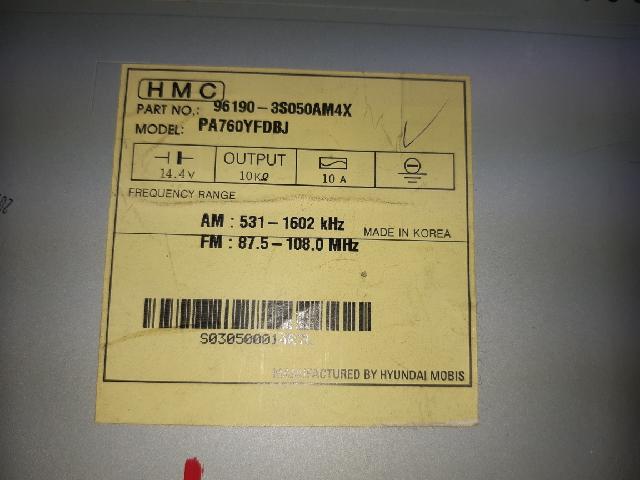 HMC
PART NO.: 96190-3S050AM4X
MODEL: PA760YFDBJ
14.4V
OUTPUT
10KΩ
10 A
FREQUENCY RANGE
AM : 531-1602 kHz
MADE IN KOREA
FM : 87.5-108.0 MHz
MANUFACTURED BY HYUNDAI MOBIS